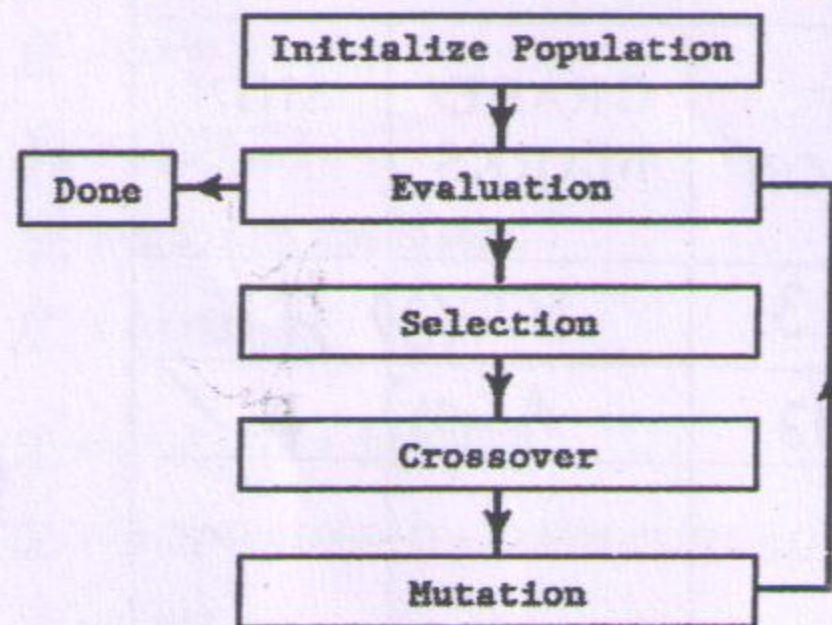 Initialize Population
Done
Evaluation
Selection
Crossover
Mutation